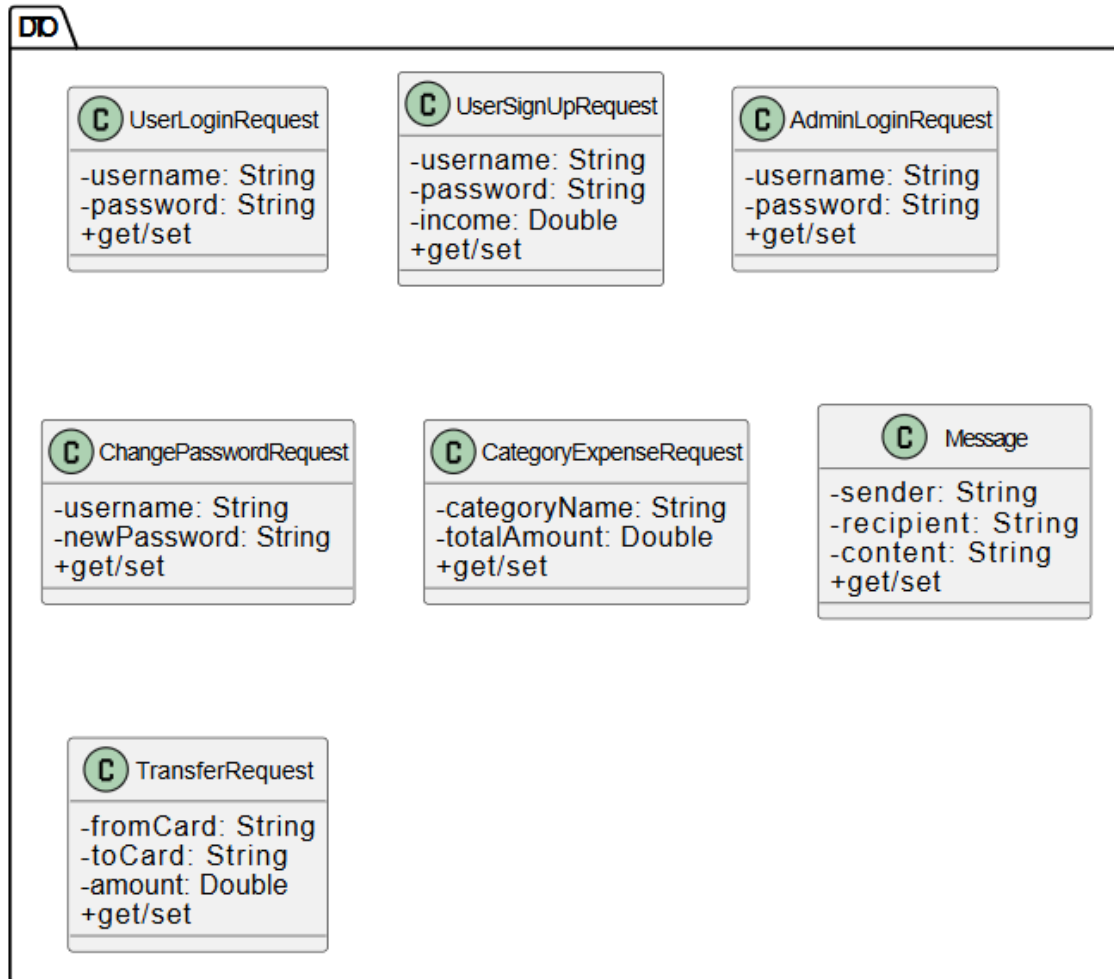 DTO
C UserLoginRequest
-username: String
-password: String
+get/set
C UserSignUpRequest
-username: String
-password: String
-income: Double
+get/set
C AdminLoginRequest
-username: String
-password: String
+get/set
C ChangePasswordRequest
-username: String
-newPassword: String
+get/set
C CategoryExpenseRequest
-categoryName: String
-totalAmount: Double
+get/set
C Message
-sender: String
-recipient: String
-content: String
+get/set
C TransferRequest
-fromCard: String
-toCard: String
-amount: Double
+get/set